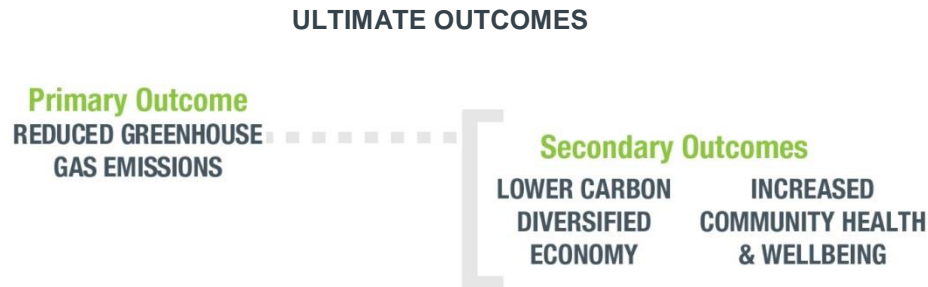 ULTIMATE OUTCOMES
Primary Outcome
REDUCED GREENHOUSE
GAS EMISSIONS
Secondary Outcomes
LOWER CARBON
DIVERSIFIED
ECONOMY
INCREASED
COMMUNITY HEALTH
& WELLBEING